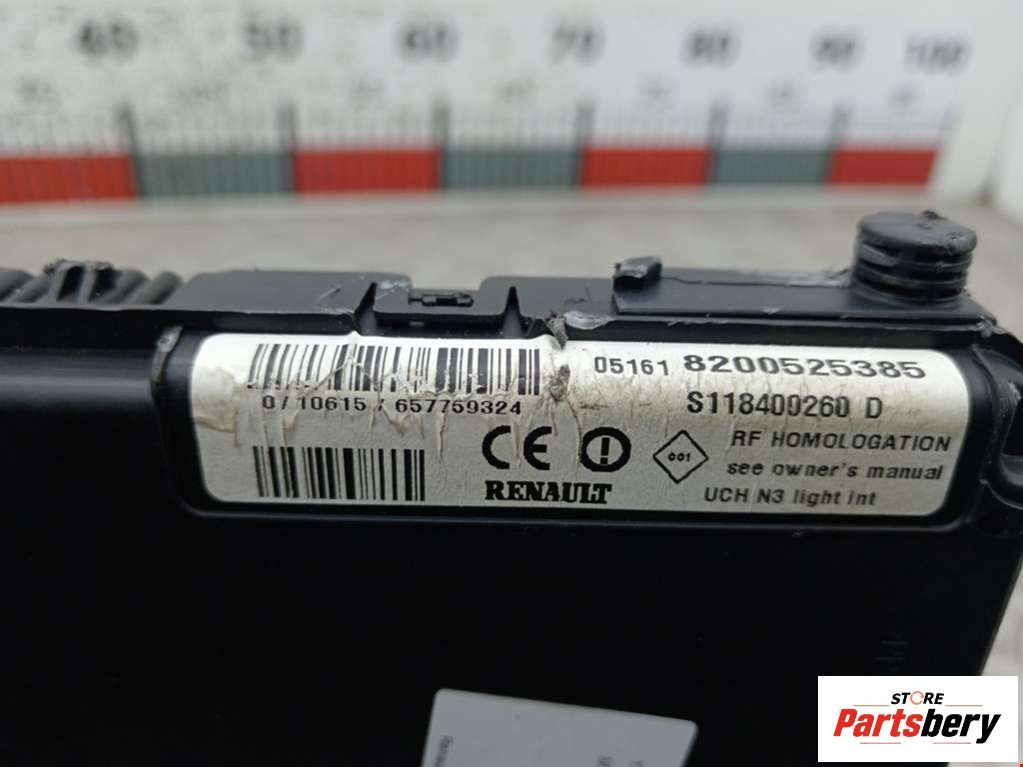 50 60 70 80 90 100
05161 8200525385
0/10615/657759324
S118400260 D
CE
001
RF HOMOLOGATION
see owner's manual
RENAULT
UCH N3 light int
STORE
Partsbery